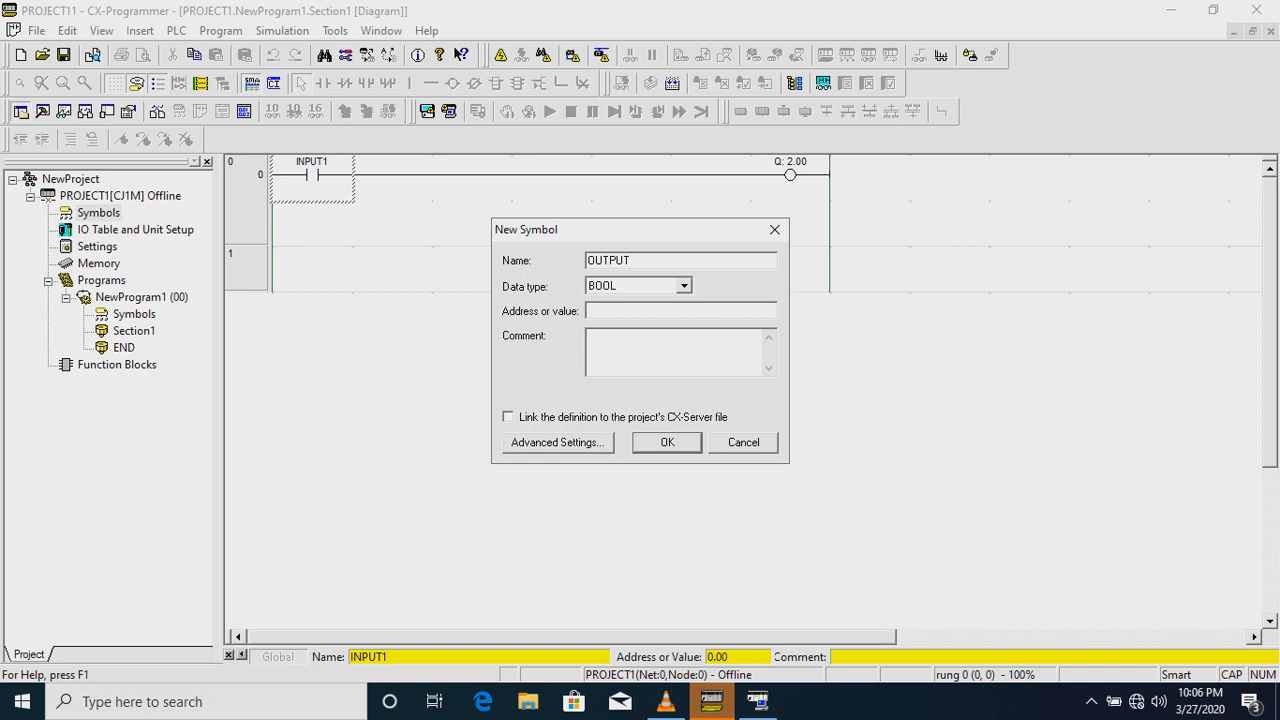 PROJECT11 - CX-Programmer - [PROJECT1.NewProgram1.Section1 [Diagram]]
File Edit View Insert PLC Program Simulation Tools Window Help
10 10 16
NewProject
PROJECT1[CJ1M] Offline
Symbols
IO Table and Unit Setup
Settings
Memory
Programs
NewProgram1 (00)
Symbols
Section1
END
Function Blocks
Project
0
0
INPUT1
Q: 2.00
1
New Symbol
Name: OUTPUT
Data type: BOOL
Address or value:
Comment:
Link the definition to the project's CX-Server file
Advanced Settings... OK Cancel
Global Name: INPUT1 Address or Value: 0.00 Comment:
For Help, press F1 PROJECT1(Net:0,Node:0) - Offline rung 0 (0, 0) - 100% Smart CAP NUM
Type here to search
10:06 PM
3/27/2020
3